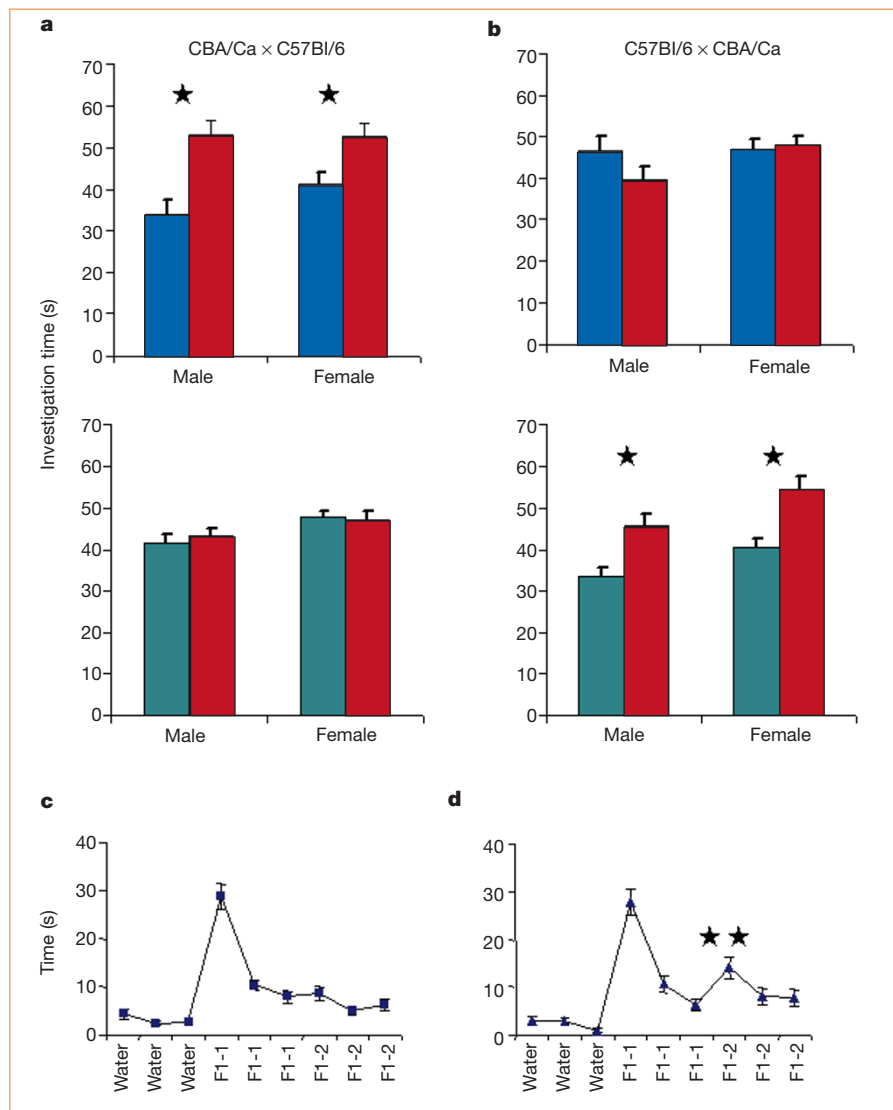 a
CBA/Ca × C57Bl/6
70
60
50
40
30
20
10
0
Male Female
b
C57Bl/6 × CBA/Ca
70
60
50
40
30
20
10
0
Male Female
Investigation time (s)
70
60
50
40
30
20
10
0
Male Female
70
60
50
40
30
20
10
0
Male Female
c
40
30
20
10
0
Time (s)
Water
Water
Water
F1-1
F1-1
F1-1
F1-2
F1-2
F1-2
d
40
30
20
10
0
Water
Water
Water
F1-1
F1-1
F1-1
F1-2
F1-2
F1-2